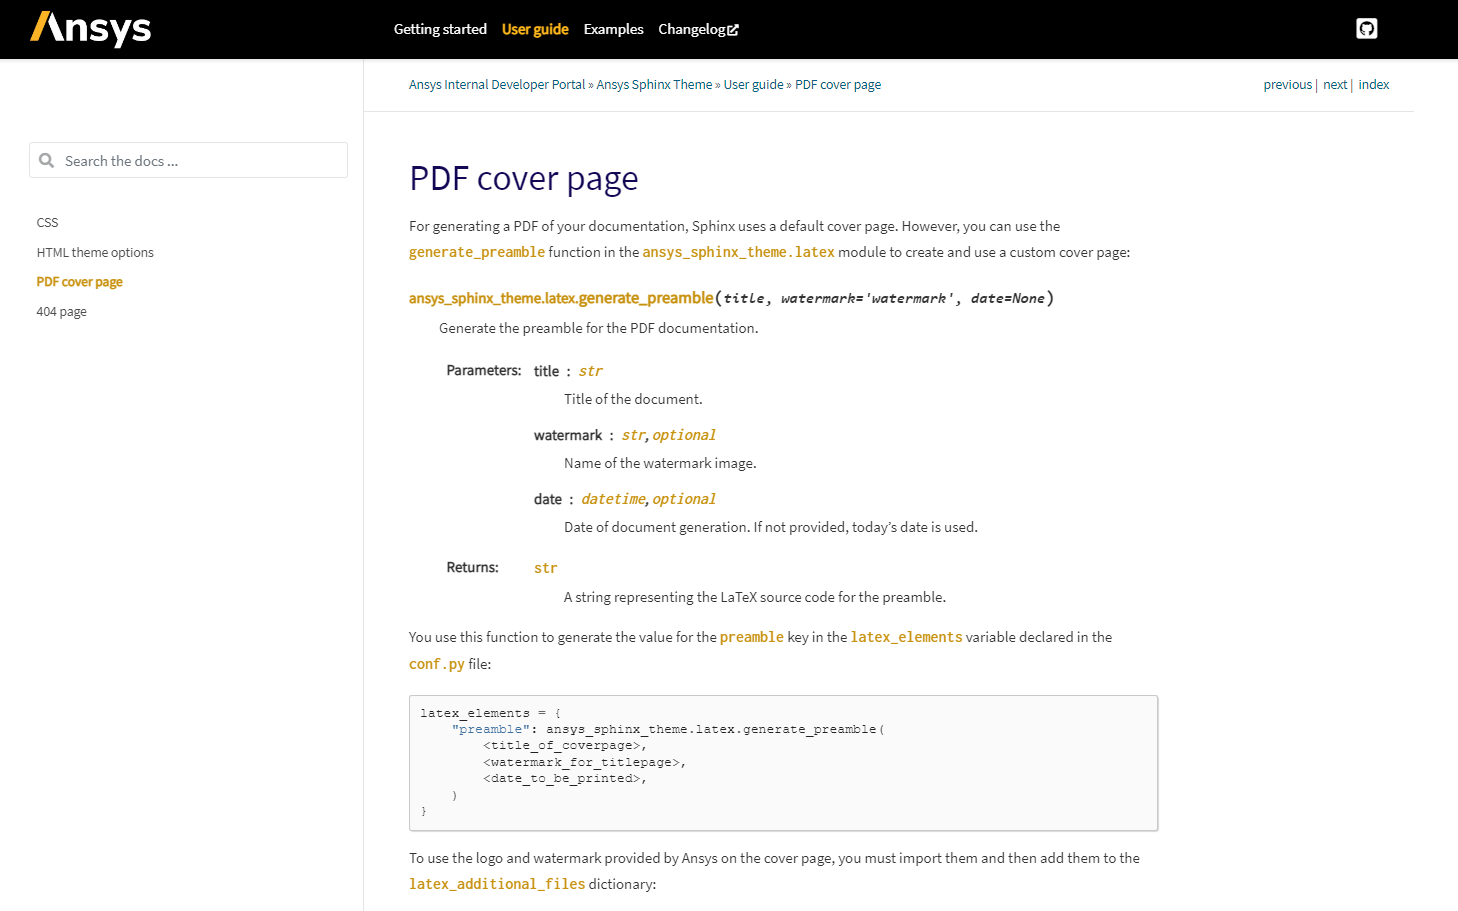 Ansys
Getting started User guide Examples Changelog
Ansys Internal Developer Portal » Ansys Sphinx Theme » User guide » PDF cover page
previous | next | index
Search the docs ...
CSS
HTML theme options
PDF cover page
404 page
PDF cover page
For generating a PDF of your documentation, Sphinx uses a default cover page. However, you can use the
generate_preamble function in the ansys_sphinx_theme.latex module to create and use a custom cover page:
ansys_sphinx_theme.latex.generate_preamble(title, watermark='watermark', date=None)
Generate the preamble for the PDF documentation.
Parameters: title : str
Title of the document.
watermark : str, optional
Name of the watermark image.
date : datetime, optional
Date of document generation. If not provided, today’s date is used.
Returns: str
A string representing the LaTeX source code for the preamble.
You use this function to generate the value for the preamble key in the latex_elements variable declared in the
conf.py file:
latex_elements = {
    "preamble": ansys_sphinx_theme.latex.generate_preamble(
        <title_of_coverpage>,
        <watermark_for_titlepage>,
        <date_to_be_printed>,
    )
}
To use the logo and watermark provided by Ansys on the cover page, you must import them and then add them to the
latex_additional_files dictionary: